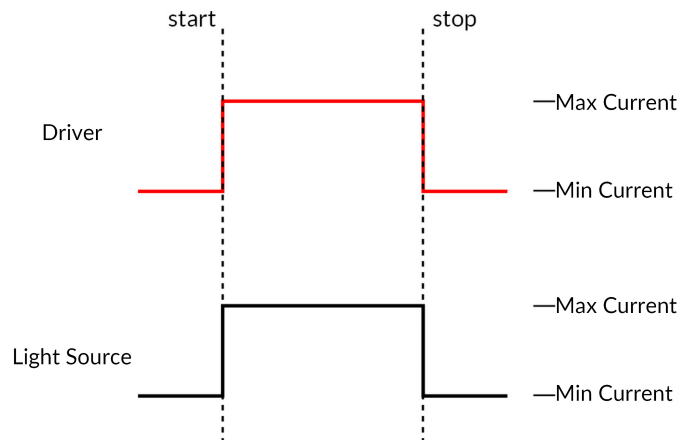 start
stop
Driver
Max Current
Min Current
Light Source
Max Current
Min Current